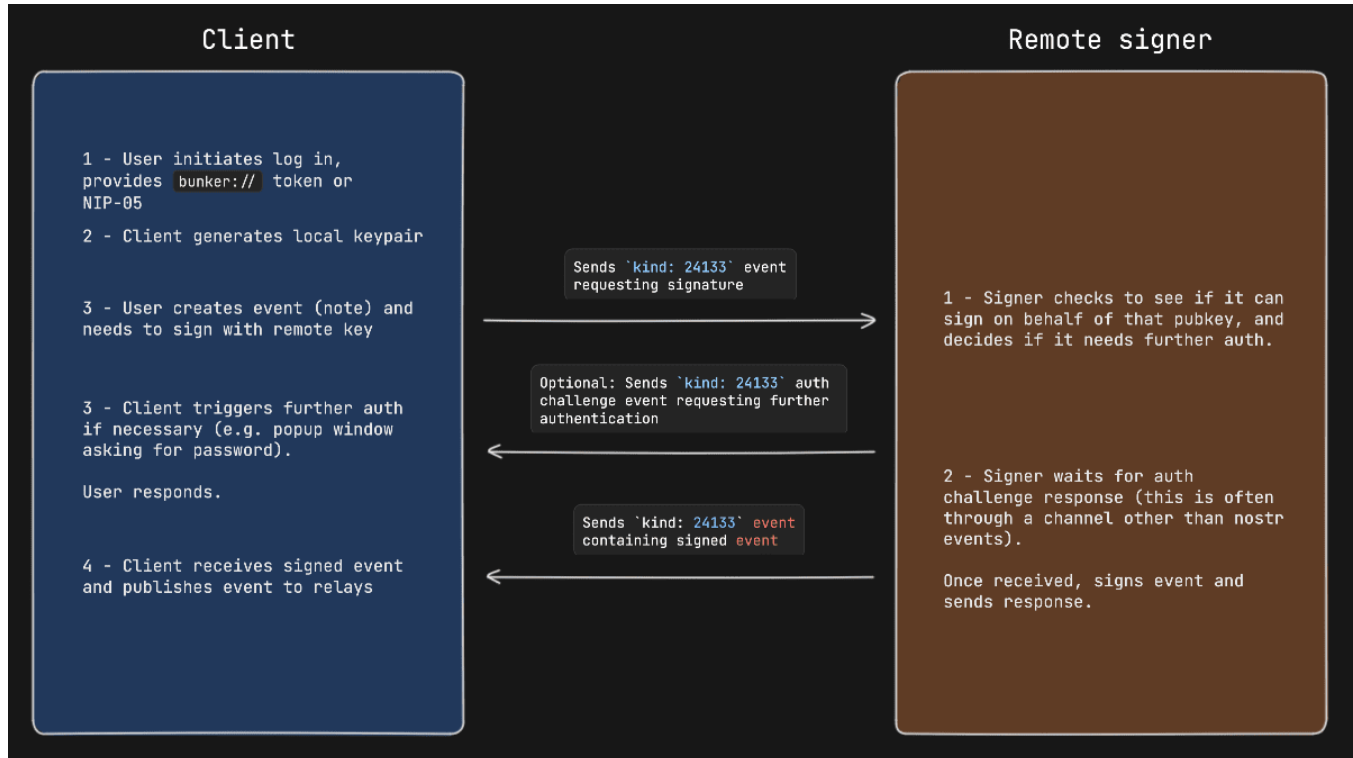 Client
Remote signer
1 - User initiates log in,
provides bunker:// token or
NIP-05
2 - Client generates local keypair
3 - User creates event (note) and
needs to sign with remote key
3 - Client triggers further auth
if necessary (e.g. popup window
asking for password).
User responds.
4 - Client receives signed event
and publishes event to relays
Sends `kind: 24133` event
requesting signature
Optional: Sends `kind: 24133` auth
challenge event requesting further
authentication
Sends `kind: 24133` event
containing signed event
1 - Signer checks to see if it can
sign on behalf of that pubkey, and
decides if it needs further auth.
2 - Signer waits for auth
challenge response (this is often
through a channel other than nostr
events).
Once received, signs event and
sends response.